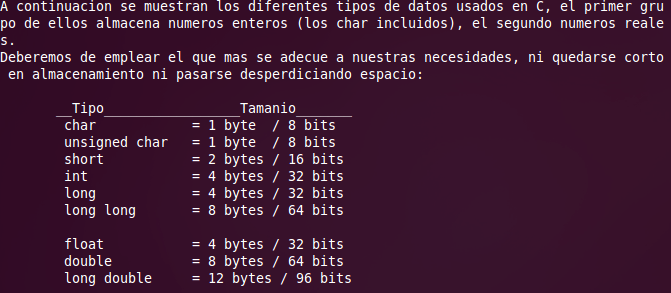 A continuacion se muestran los diferentes tipos de datos usados en C, el primer gru
po de ellos almacena numeros enteros (los char incluidos), el segundo numeros reale
s.
Deberemos de emplear el que mas se adecue a nuestras necesidades, ni quedarse corto
 en almacenamiento ni pasarse desperdiciando espacio:

       __Tipo_________________Tamanio_______
        char            = 1 byte  / 8 bits
        unsigned char   = 1 byte  / 8 bits
        short           = 2 bytes / 16 bits
        int             = 4 bytes / 32 bits
        long            = 4 bytes / 32 bits
        long long       = 8 bytes / 64 bits

        float           = 4 bytes / 32 bits
        double          = 8 bytes / 64 bits
        long double     = 12 bytes / 96 bits